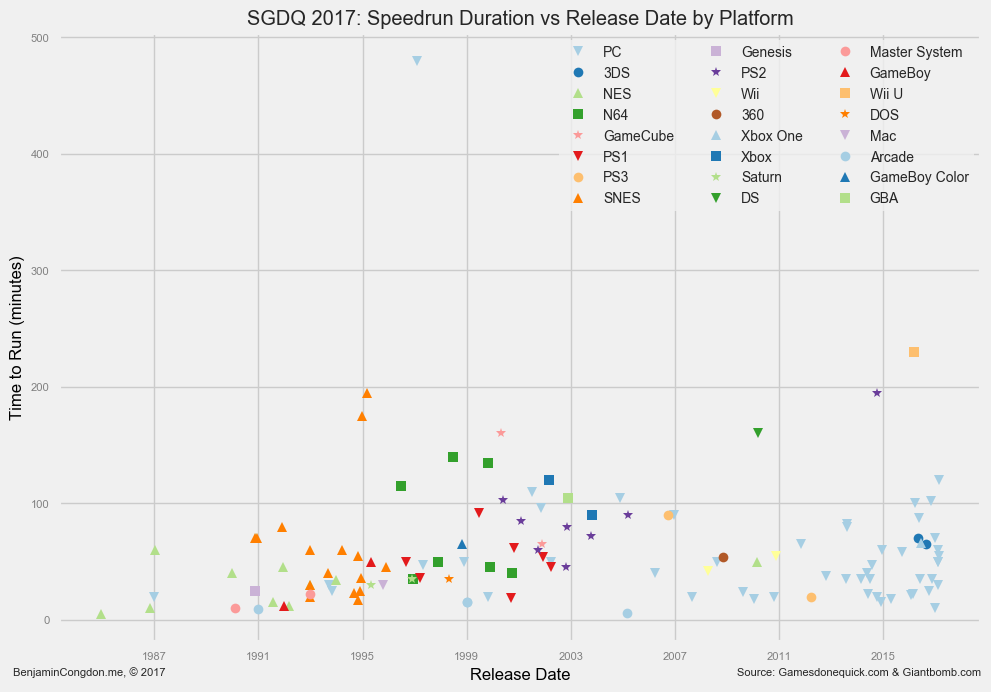 SGDQ 2017: Speedrun Duration vs Release Date by Platform
500
400
300
200
100
0
Time to Run (minutes)
PC
3DS
NES
N64
GameCube
PS1
PS3
SNES
Genesis
PS2
Wii
360
Xbox One
Xbox
Saturn
DS
Master System
GameBoy
Wii U
DOS
Mac
Arcade
GameBoy Color
GBA
1987 1991 1995 1999 2003 2007 2011 2015
Release Date
BenjaminCongdon.me, © 2017
Source: Gamesdonequick.com & Giantbomb.com